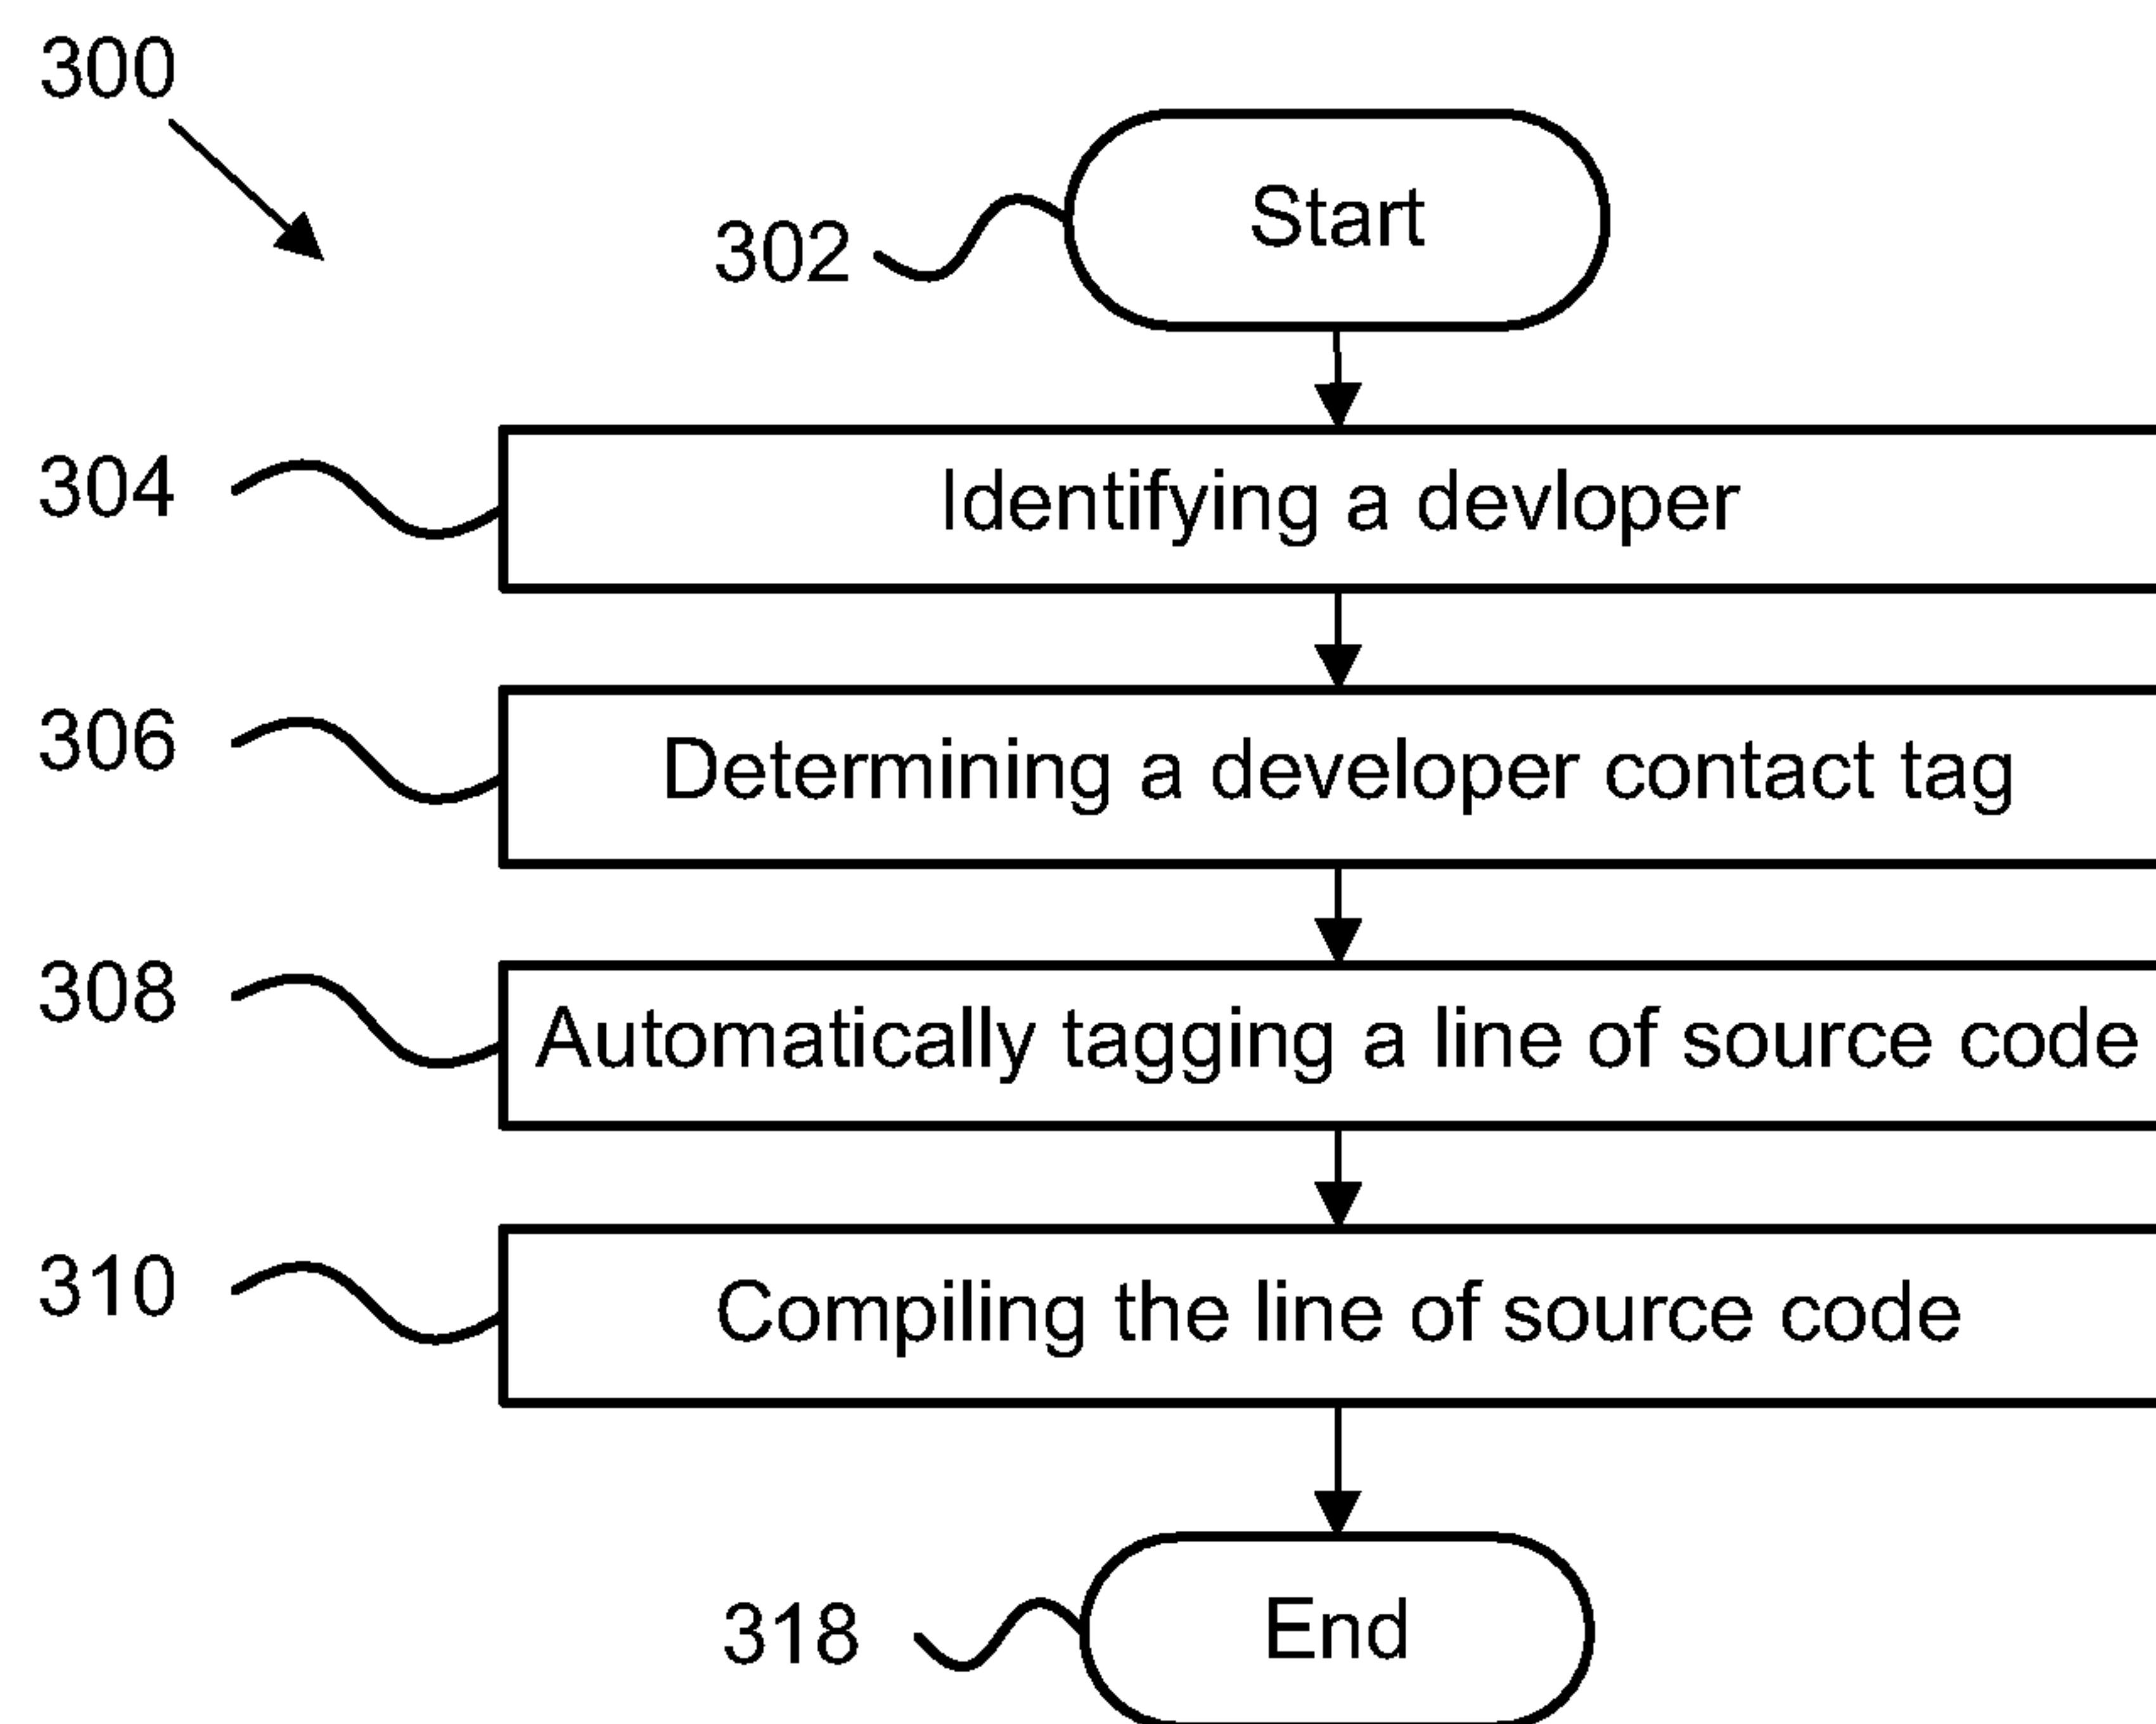 300
302
Start
304
Identifying a devloper
306
Determining a developer contact tag
308
Automatically tagging a line of source code
310
Compiling the line of source code
318
End